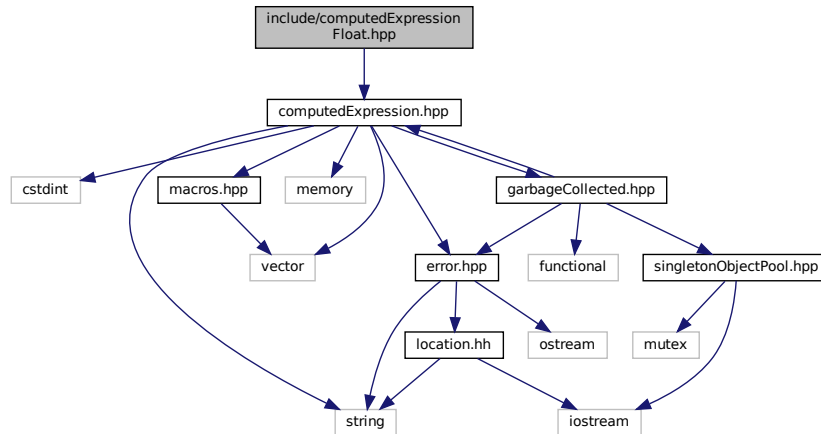 include/computedExpression
Float.hpp
computedExpression.hpp
cstdint
macros.hpp
memory
garbageCollected.hpp
vector
error.hpp
functional
singletonObjectPool.hpp
location.hh
ostream
mutex
string
iostream